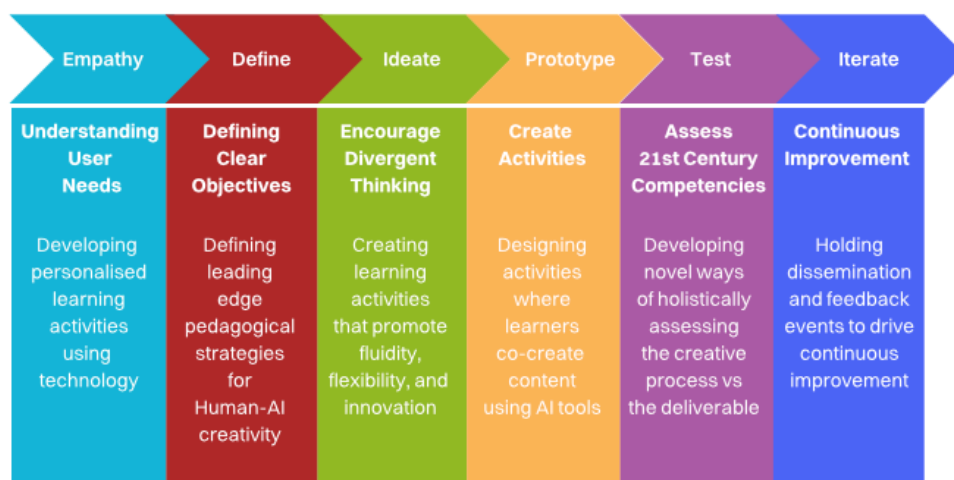 Empathy
Define
Ideate
Prototype
Test
Iterate
Understanding
User
Needs
Developing
personalised
learning
activities
using
technology
Defining
Clear
Objectives
Defining
leading
edge
pedagogical
strategies
for
Human-AI
creativity
Encourage
Divergent
Thinking
Creating
learning
activities
that promote
fluidity,
flexibility, and
innovation
Create
Activities
Designing
activities
where
learners
co-create
content
using AI tools
Assess
21st Century
Competencies
Developing
novel ways
of holistically
assessing
the creative
process vs
the deliverable
Continuous
Improvement
Holding
dissemination
and feedback
events to drive
continuous
improvement